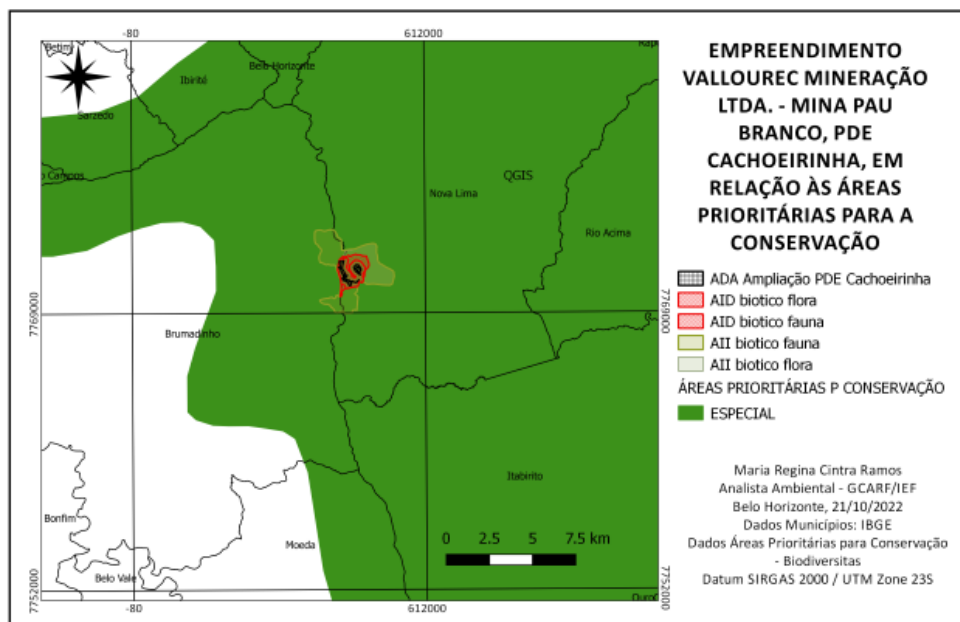 -80
612000
Betim
Ibirité
Belo Horizonte
Sarzedo
o Campos
QGIS
Nova Lima
Rio Acima
7769000
7769000
Brumadinho
Itabirito
Bonfim
Moeda
Belo Vale
0 2.5 5 7.5 km
7752000
7752000
-80
612000
EMPREENDIMENTO
VALLOUREC MINERAÇÃO
LTDA. - MINA PAU
BRANCO, PDE
CACHOEIRINHA, EM
RELAÇÃO ÀS ÁREAS
PRIORITÁRIAS PARA A
CONSERVAÇÃO
ADA Ampliação PDE Cachoeirinha
AID biotico flora
AID biotico fauna
AII biotico fauna
AII biotico flora
ÁREAS PRIORITÁRIAS P CONSERVAÇÃO
ESPECIAL
Maria Regina Cintra Ramos
Analista Ambiental - GCARF/IEF
Belo Horizonte, 21/10/2022
Dados Municípios: IBGE
Dados Áreas Prioritárias para Conservação
- Biodiversitas
Datum SIRGAS 2000 / UTM Zone 23S